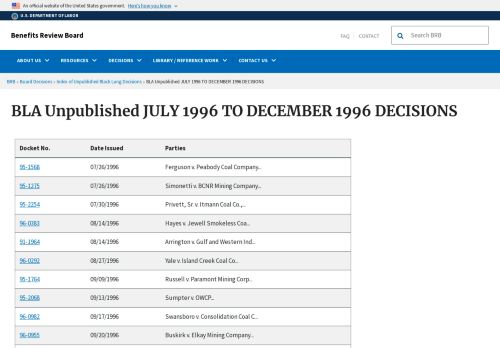 An official website of the United States government. Here's how you know
U.S. DEPARTMENT OF LABOR
Benefits Review Board
FAQ CONTACT
Search BRB
ABOUT US RESOURCES DECISIONS LIBRARY / REFERENCE WORK CONTACT US
BRB › Board Decisions › Index of Unpublished Black Lung Decisions › BLA Unpublished JULY 1996 TO DECEMBER 1996 DECISIONS
BLA Unpublished JULY 1996 TO DECEMBER 1996 DECISIONS
Docket No. Date Issued Parties
95-1568 07/26/1996 Ferguson v. Peabody Coal Company...
95-1275 07/26/1996 Simonetti v. BCNR Mining Company...
95-2254 07/30/1996 Privett, Sr. v. Itmann Coal Co.,...
96-0383 08/14/1996 Hayes v. Jewell Smokeless Coa...
91-1964 08/14/1996 Arrington v. Gulf and Western Ind...
96-0292 08/27/1996 Yale v. Island Creek Coal Co...
95-1764 09/09/1996 Russell v. Paramont Mining Corp...
95-2068 09/13/1996 Sumpter v. OWCP...
96-0982 09/17/1996 Swansboro v. Consolidation Coal C...
96-0955 09/20/1996 Buskirk v. Elkay Mining Company...